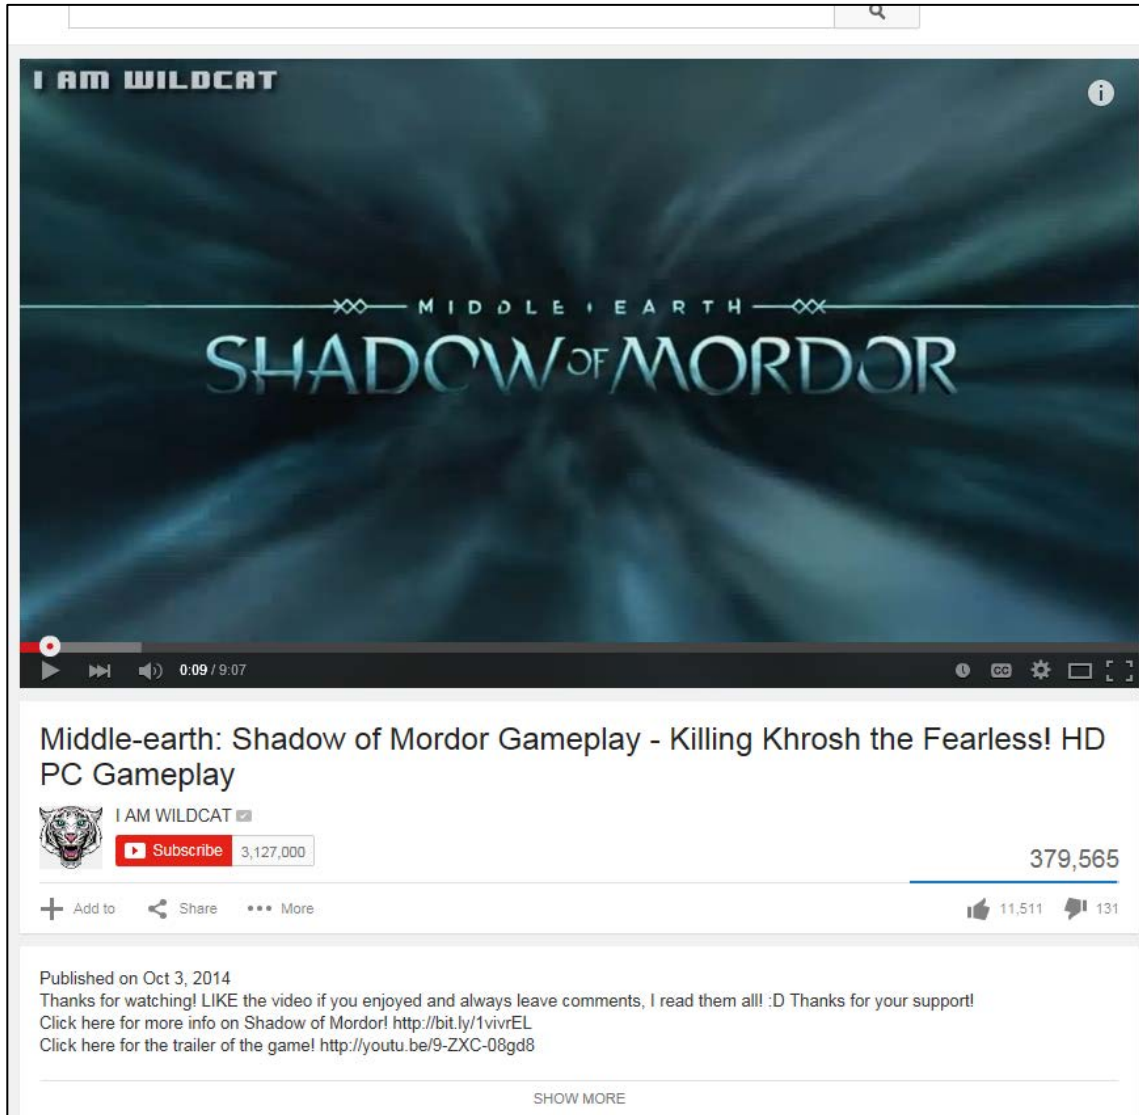 I AM WILDCAT
MIDDLE EARTH
SHADOW OF MORDOR
0:09 / 9:07
CC
Middle-earth: Shadow of Mordor Gameplay - Killing Khrosh the Fearless! HD
PC Gameplay
I AM WILDCAT
Subscribe 3,127,000
379,565
Add to Share More 11,511 131
Published on Oct 3, 2014
Thanks for watching! LIKE the video if you enjoyed and always leave comments, I read them all! :D Thanks for your support!
Click here for more info on Shadow of Mordor! http://bit.ly/1vivrEL
Click here for the trailer of the game! http://youtu.be/9-ZXC-08gd8
SHOW MORE